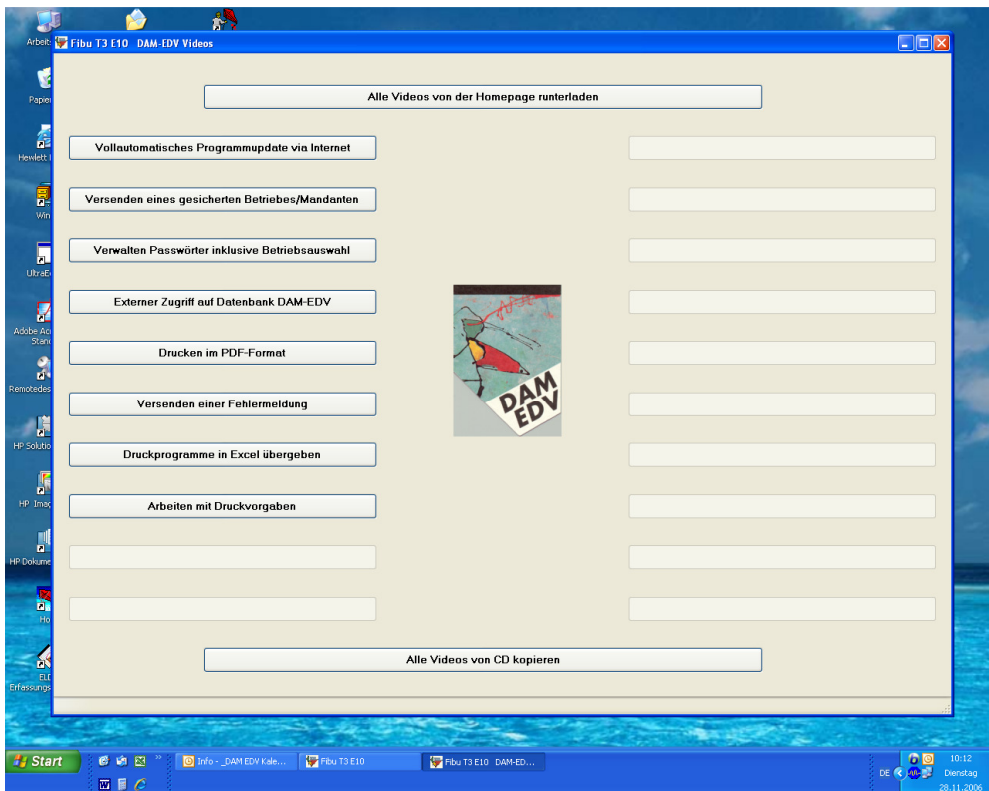 Arbeit
Fibu T3 E10 DAM-EDV Videos
Papier
Alle Videos von der Homepage runterladen
Hewlett
Vollautomatisches Programmupdate via Internet
Win
Versenden eines gesicherten Betriebes/Mandanten
UltraE
Verwalten Passwörter inklusive Betriebsauswahl
Externer Zugriff auf Datenbank DAM-EDV
Adobe Ac
Stan
Drucken im PDF-Format
Remotedes
Versenden einer Fehlermeldung
DAM
EDV
HP Solutio
Druckprogramme in Excel übergeben
HP Imag
Arbeiten mit Druckvorgaben
HP Dokume
Ho
Alle Videos von CD kopieren
Erfassungs
Start
Info - _DAM EDV Kale...
Fibu T3 E10
Fibu T3 E10 DAM-ED...
DE
10:12
Dienstag
28.11.2006